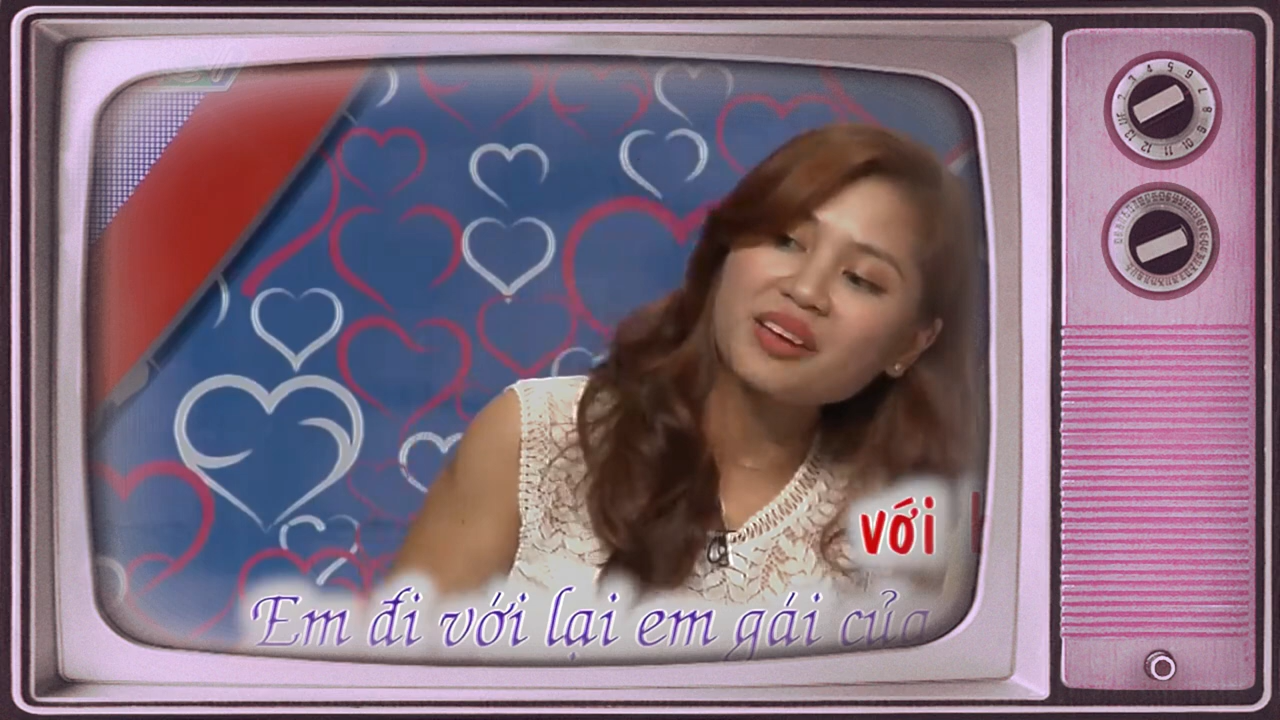 với
Em đi với lại em gái của